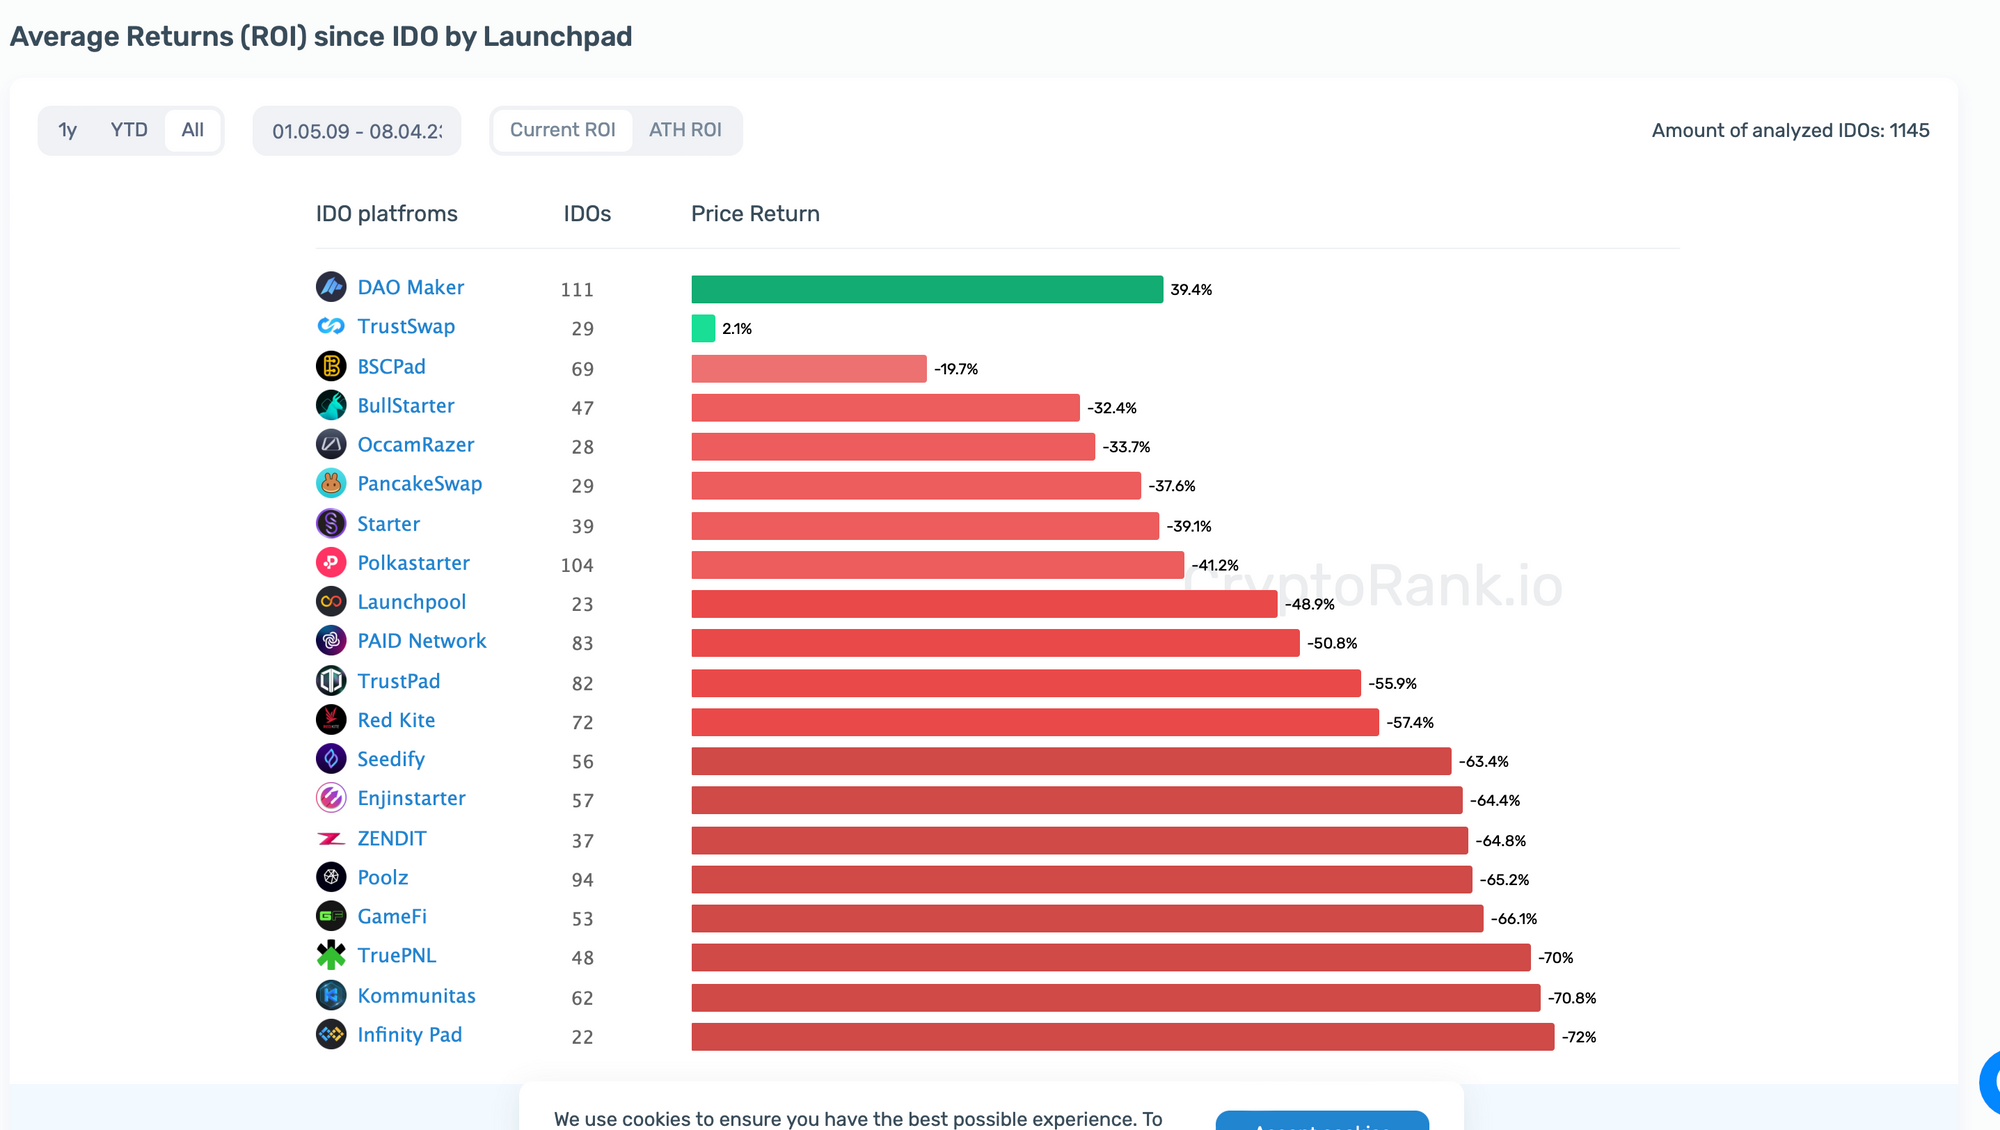 Average Returns (ROI) since IDO by Launchpad
1y YTD All 01.05.09 - 08.04.2 Current ROI ATH ROI Amount of analyzed IDOs: 1145
IDO platfroms IDOs Price Return
DAO Maker 111 39.4%
TrustSwap 29 2.1%
BSCPad 69 -19.7%
BullStarter 47 -32.4%
OccamRazer 28 -33.7%
PancakeSwap 29 -37.6%
Starter 39 -39.1%
Polkastarter 104 -41.2%
CryptoRank.io
Launchpool 23 -48.9%
PAID Network 83 -50.8%
TrustPad 82 -55.9%
Red Kite 72 -57.4%
Seedify 56 -63.4%
Enjinstarter 57 -64.4%
ZENDIT 37 -64.8%
Poolz 94 -65.2%
GameFi 53 -66.1%
TruePNL 48 -70%
Kommunitas 62 -70.8%
Infinity Pad 22 -72%
We use cookies to ensure you have the best possible experience. To
Accept cookies